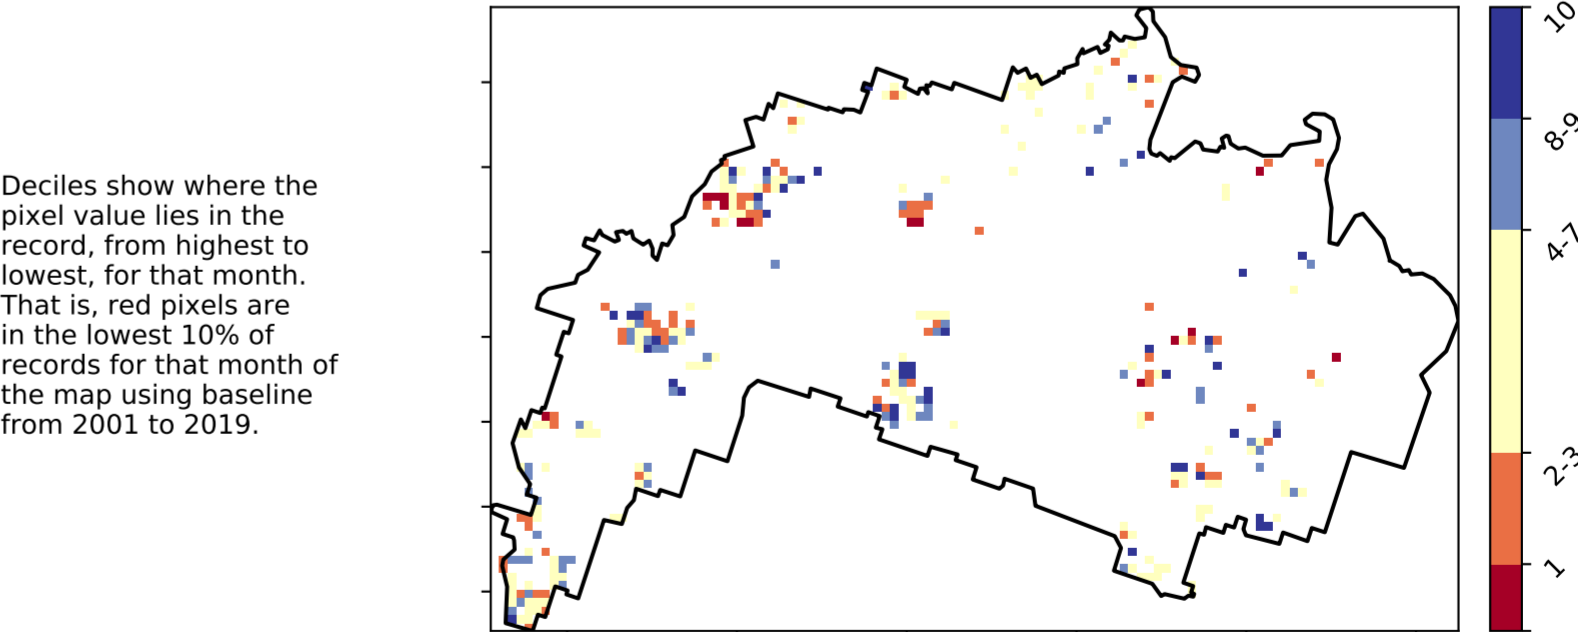 Deciles show where the
pixel value lies in the
record, from highest to
lowest, for that month.
That is, red pixels are
in the lowest 10% of
records for that month of
the map using baseline
from 2001 to 2019.
10
8-9
4-7
2-3
1